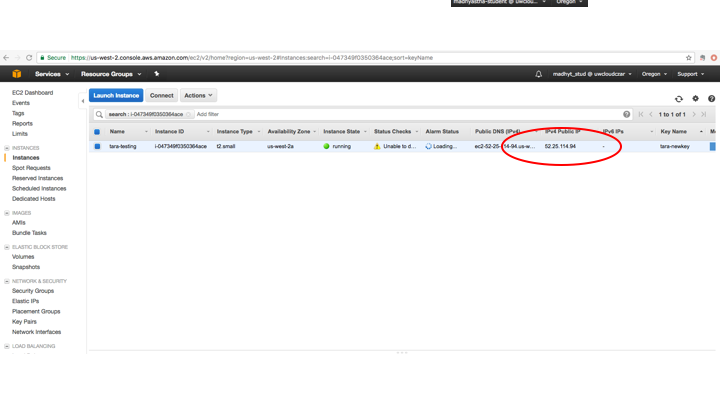 madhyastha-student @ uwclou... Oregon
Secure https://us-west-2.console.aws.amazon.com/ec2/v2/home?region=us-west-2#Instances:search=i-047349f0350364ace;sort=keyName
Services Resource Groups madhyt_stud @ uwcloudczar Oregon Support
EC2 Dashboard
Events
Tags
Reports
Limits
INSTANCES
Instances
Spot Requests
Reserved Instances
Scheduled Instances
Dedicated Hosts
IMAGES
AMIs
Bundle Tasks
ELASTIC BLOCK STORE
Volumes
Snapshots
NETWORK & SECURITY
Security Groups
Elastic IPs
Placement Groups
Key Pairs
Network Interfaces
LOAD BALANCING
Launch Instance Connect Actions
search : i-047349f0350364ace Add filter 1 to 1 of 1
Name Instance ID Instance Type Availability Zone Instance State Status Checks Alarm Status Public DNS (IPv4) IPv4 Public IP IPv6 IPs Key Name
tara-testing i-047349f0350364ace t2.small us-west-2a running Unable to d... Loading... ec2-52-25-114-94.us-w... 52.25.114.94 - tara-newkey